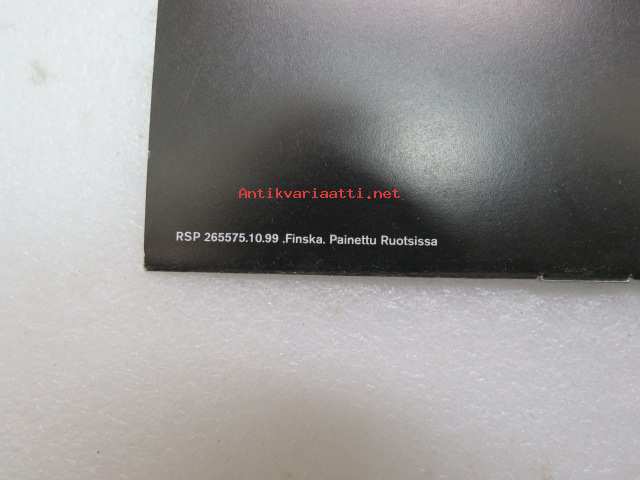 Antikvariaatti.net
RSP 265575.10.99 .Finska. Painettu Ruotsissa